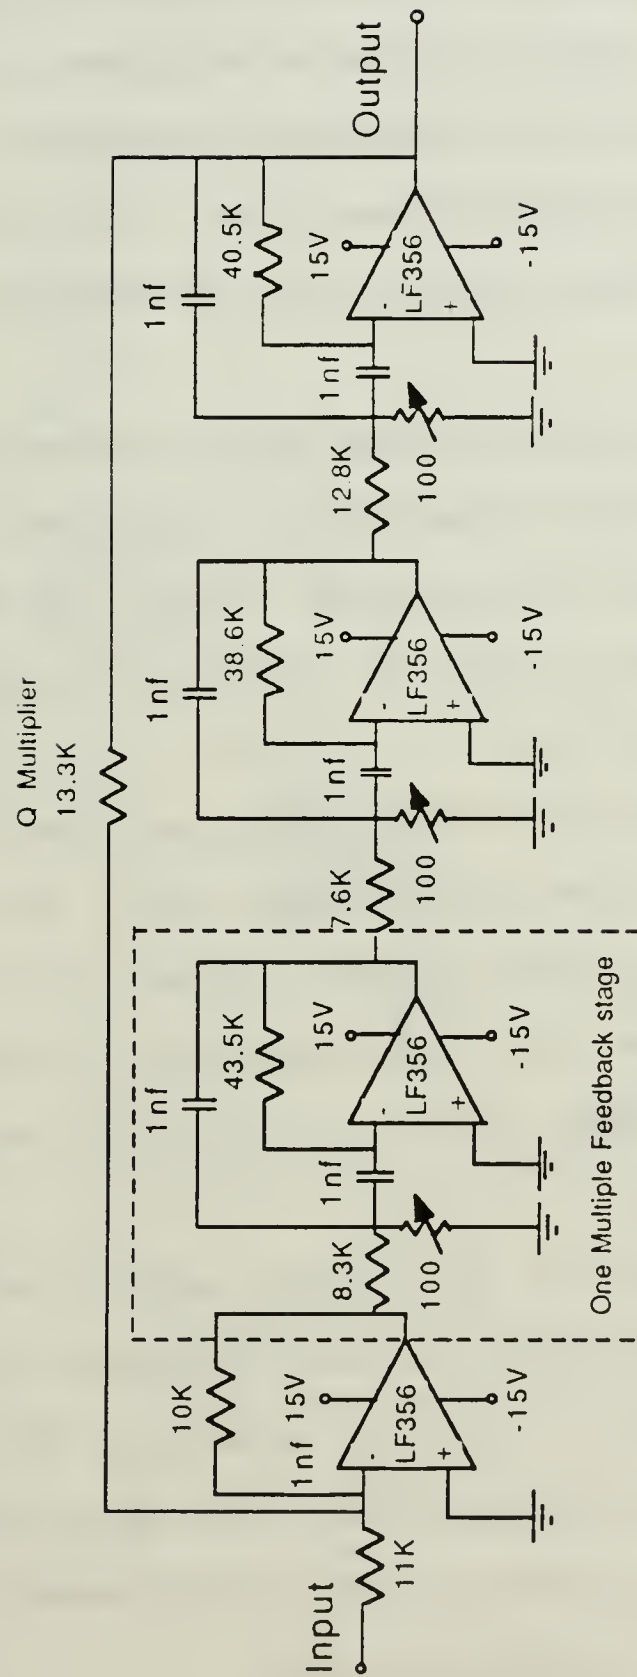 Q Multiplier
13.3K
Input
11K
10K
1nf
15V
-
LF356
+
-15V
8.3K
100
1nf
1nf
43.5K
15V
-
LF356
+
-15V
One Multiple Feedback stage
7.6K
100
1nf
1nf
38.6K
15V
-
LF356
+
-15V
12.8K
100
1nf
1nf
40.5K
15V
-
LF356
+
-15V
Output